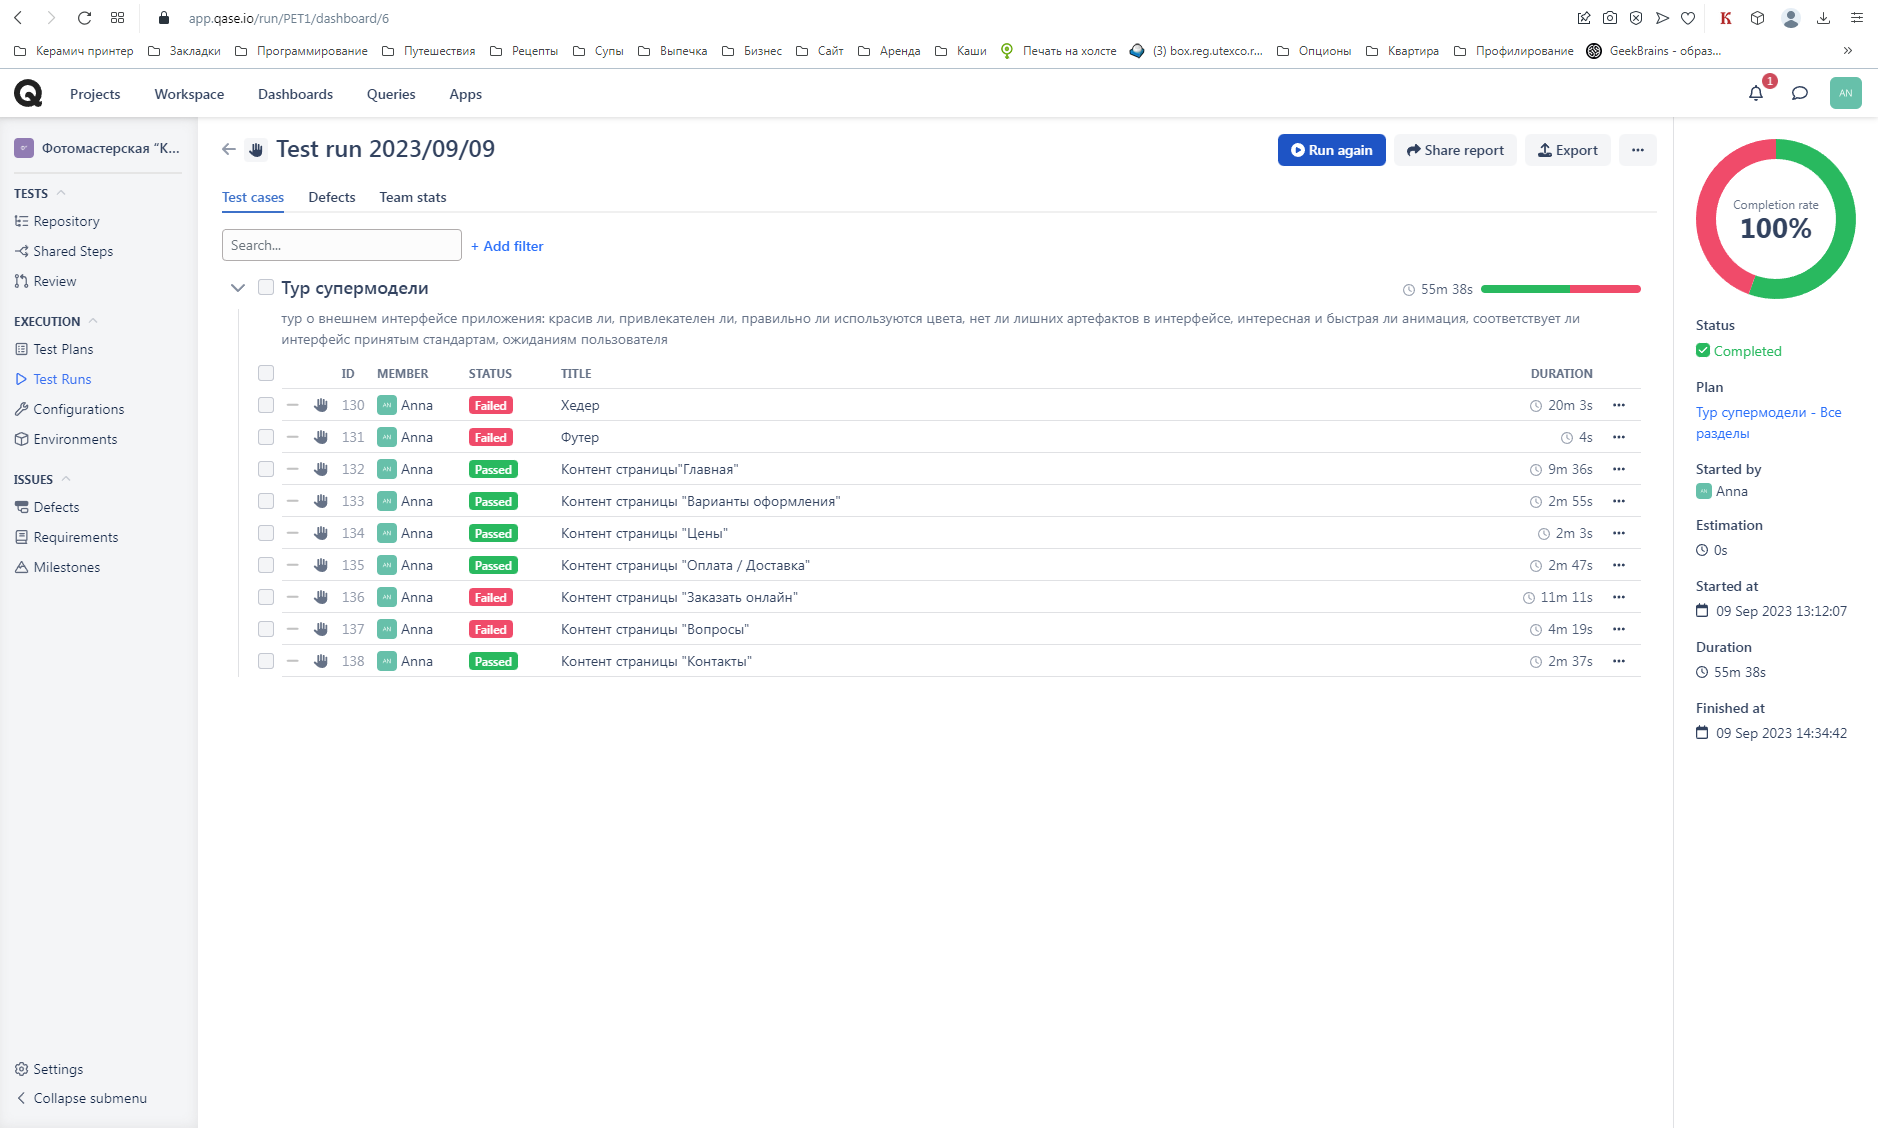 app.qase.io/run/PET1/dashboard/6
K
Керамич принтер Закладки Программирование Путешествия Рецепты Супы Выпечка Бизнес Сайт Аренда Каши Печать на холсте (3) box.reg.utexco.r... Опционы Квартира Профилирование GeekBrains - образ... »
Projects Workspace Dashboards Queries Apps 1 AN
Фотомастерская "К...
TESTS
Repository
Shared Steps
Review
EXECUTION
Test Plans
Test Runs
Configurations
Environments
ISSUES
Defects
Requirements
Milestones
Settings
Collapse submenu
Test run 2023/09/09
Run again Share report Export ...
Test cases Defects Team stats
Search... + Add filter
Тур супермодели 55m 38s
тур о внешнем интерфейсе приложения: красив ли, привлекателен ли, правильно ли используются цвета, нет ли лишних артефактов в интерфейсе, интересная и быстрая ли анимация, соответствует ли
интерфейс принятым стандартам, ожиданиям пользователя
ID MEMBER STATUS TITLE DURATION
130 AN Anna Failed Хедер 20m 3s ...
131 AN Anna Failed Футер 4s ...
132 AN Anna Passed Контент страницы"Главная" 9m 36s ...
133 AN Anna Passed Контент страницы "Варианты оформления" 2m 55s ...
134 AN Anna Passed Контент страницы "Цены" 2m 3s ...
135 AN Anna Passed Контент страницы "Оплата / Доставка" 2m 47s ...
136 AN Anna Failed Контент страницы "Заказать онлайн" 11m 11s ...
137 AN Anna Failed Контент страницы "Вопросы" 4m 19s ...
138 AN Anna Passed Контент страницы "Контакты" 2m 37s ...
Completion rate
100%
Status
Completed
Plan
Тур супермодели - Все
разделы
Started by
AN Anna
Estimation
0s
Started at
09 Sep 2023 13:12:07
Duration
55m 38s
Finished at
09 Sep 2023 14:34:42